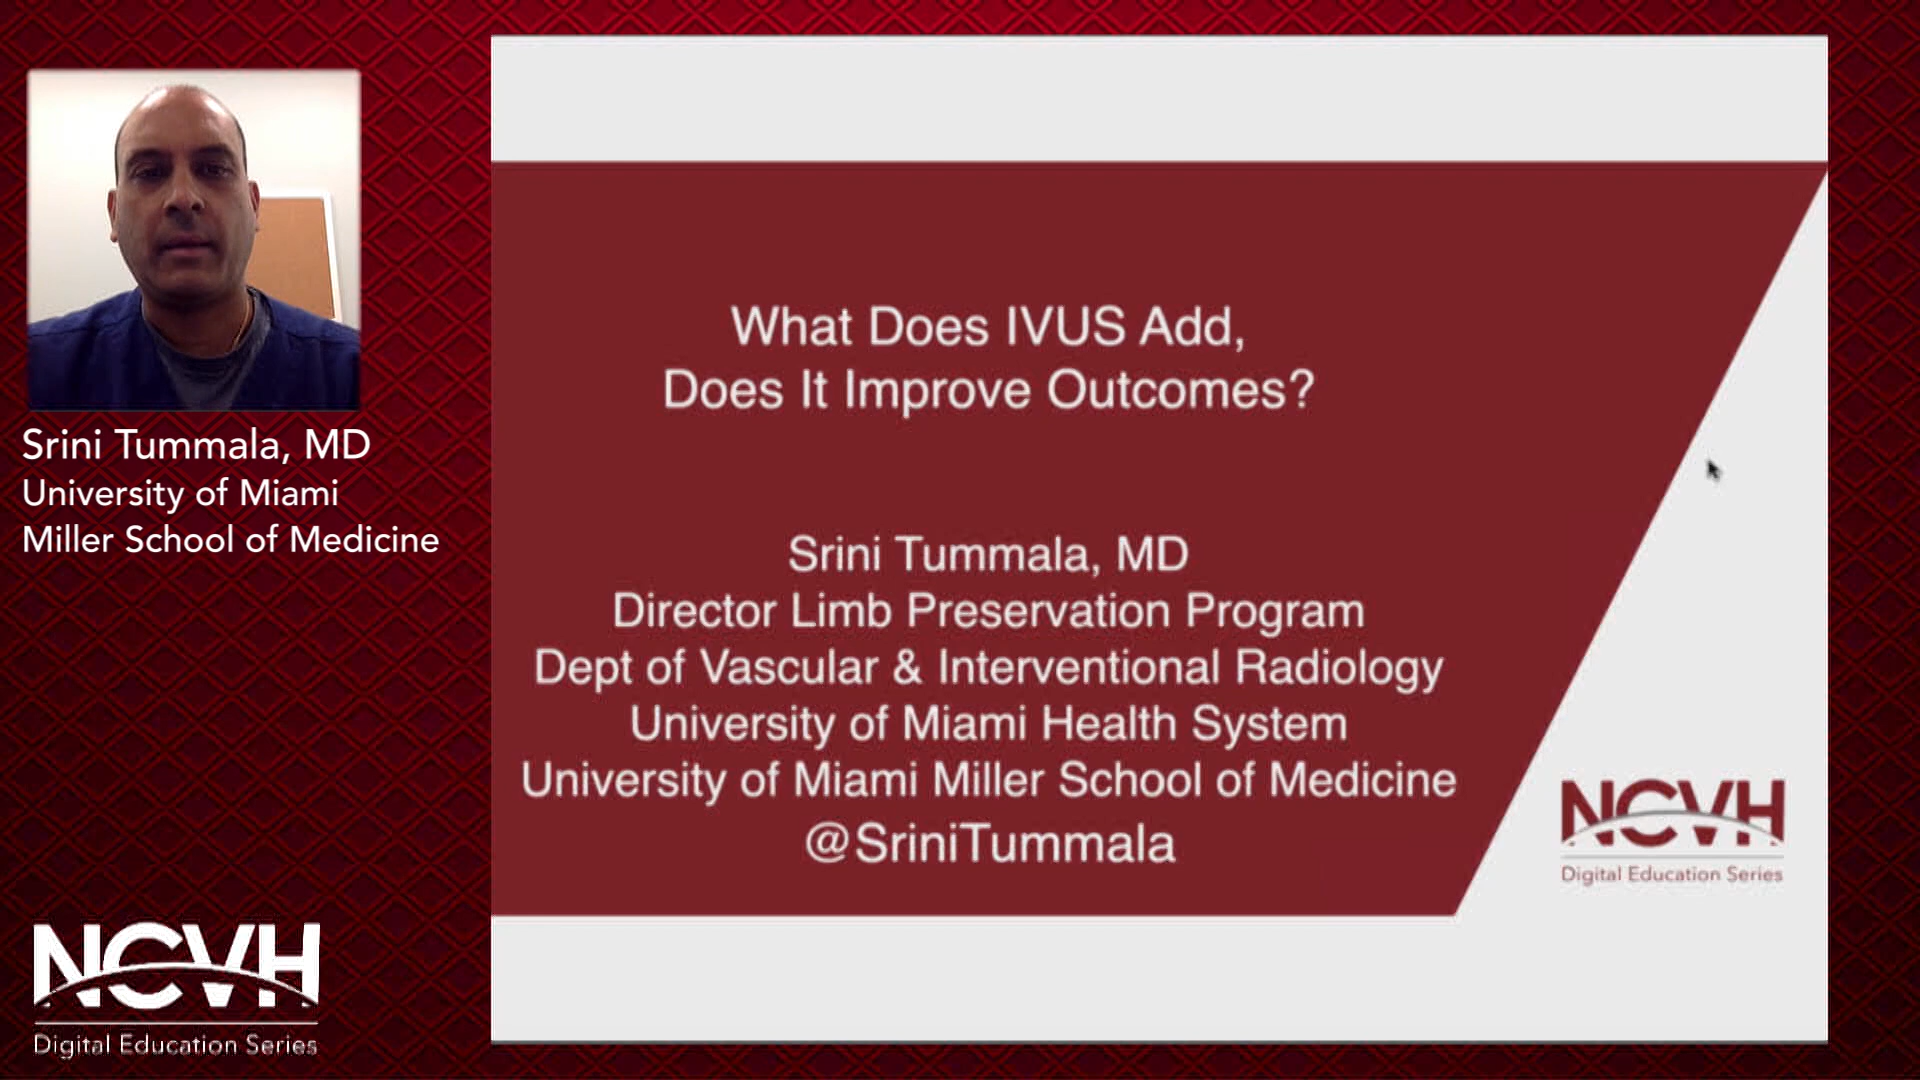 Srini Tummala, MD
University of Miami
Miller School of Medicine
NCVH
Digital Education Series
What Does IVUS Add,
Does It Improve Outcomes?
Srini Tummala, MD
Director Limb Preservation Program
Dept of Vascular & Interventional Radiology
University of Miami Health System
University of Miami Miller School of Medicine
@SriniTummala
NCVH
Digital Education Series